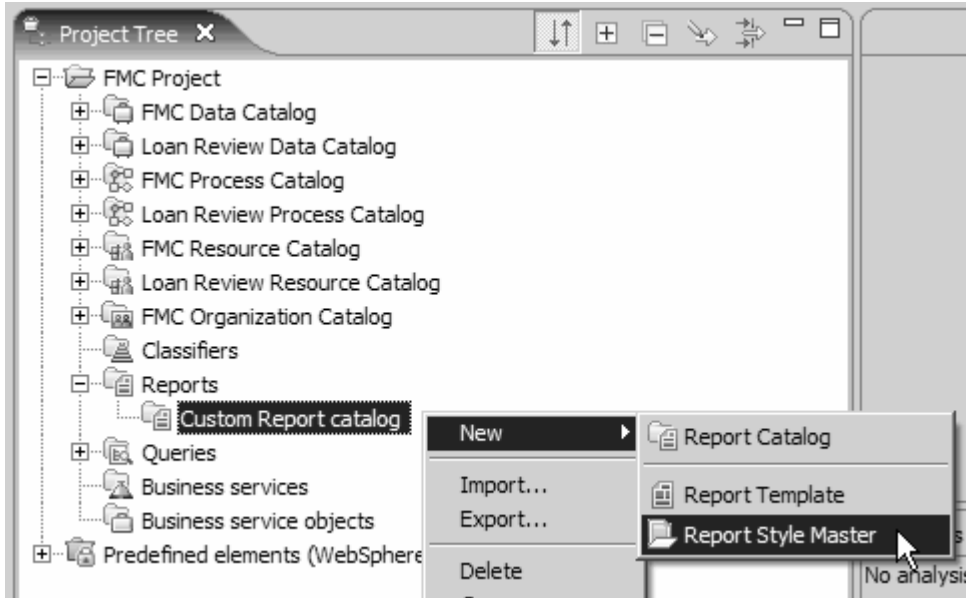 Project Tree
FMC Project
FMC Data Catalog
Loan Review Data Catalog
FMC Process Catalog
Loan Review Process Catalog
FMC Resource Catalog
Loan Review Resource Catalog
FMC Organization Catalog
Classifiers
Reports
Custom Report catalog
Queries
Business services
Business service objects
Predefined elements (WebSphere
New
Import...
Export...
Delete
Report Catalog
Report Template
Report Style Master
No analysis